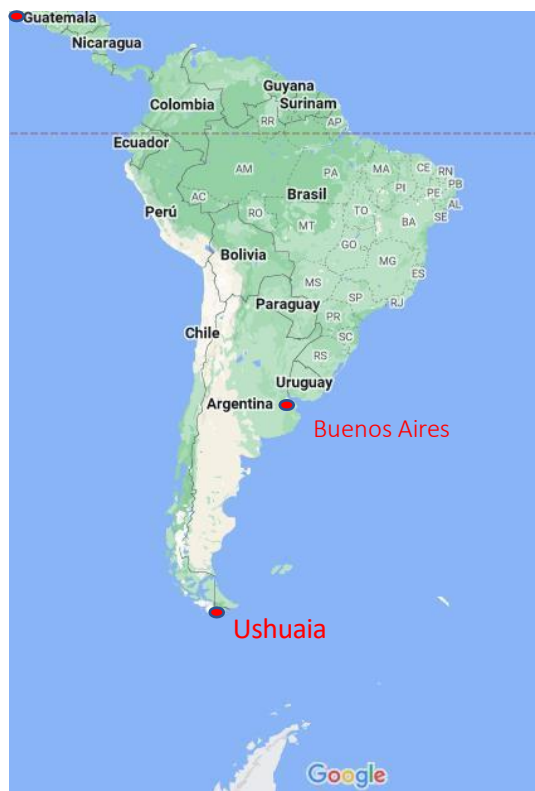 Guatemala
Nicaragua
Guyana
Surinam
Colombia
RR
AP
Ecuador
AM
PA
MA
CE
RN
PB
PI
PE
AL
SE
AC
RO
Brasil
TO
BA
Perú
MT
GO
Bolivia
MG
ES
MS
SP
RJ
Paraguay
PR
SC
Chile
RS
Uruguay
Argentina
Buenos Aires
Ushuaia
Google